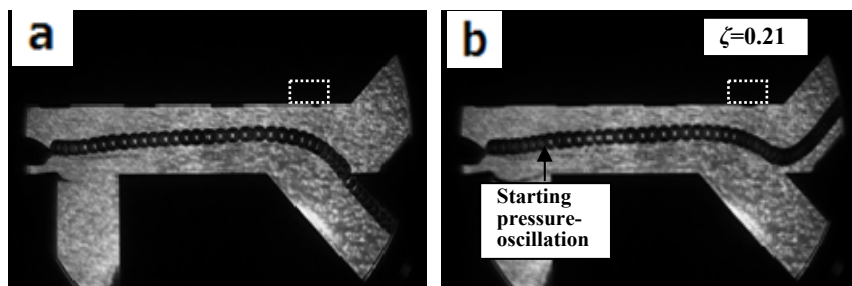 a
b
ζ=0.21
Starting
pressure-
oscillation